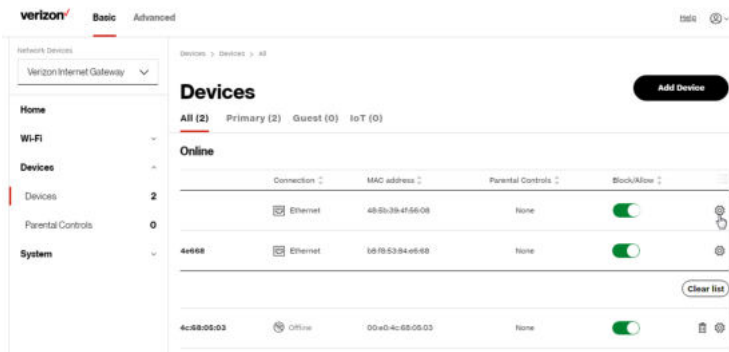 verizon✓ Basic Advanced Help
Network Devices
Verizon Internet Gateway
Devices > Devices > All
Devices
Add Device
All (2) Primary (2) Guest (0) IoT (0)
Home
Wi-Fi
Devices
Devices 2
Parental Controls 0
System
Online
Connection MAC address Parental Controls Block/Allow
Ethernet 48:5b:39:4f:56:08 None
4e668 Ethernet b8:f8:53:84:e6:68 None
Clear list
4c:68:05:03 Offline 00:e0:4c:68:05:03 None